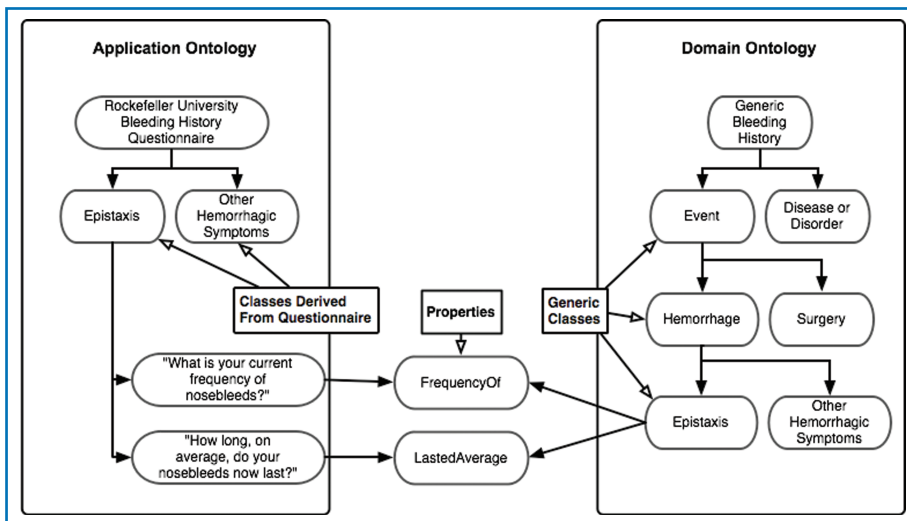 Application Ontology
Rockefeller University
Bleeding History
Questionnaire
Epistaxis
Other
Hemorrhagic
Symptoms
Classes Derived
From Questionnaire
"What is your current
frequency of
nosebleeds?"
"How long, on
average, do your
nosebleeds now last?"
Properties
FrequencyOf
LastedAverage
Domain Ontology
Generic
Bleeding
History
Event
Disease or
Disorder
Generic
Classes
Hemorrhage
Surgery
Epistaxis
Other
Hemorrhagic
Symptoms